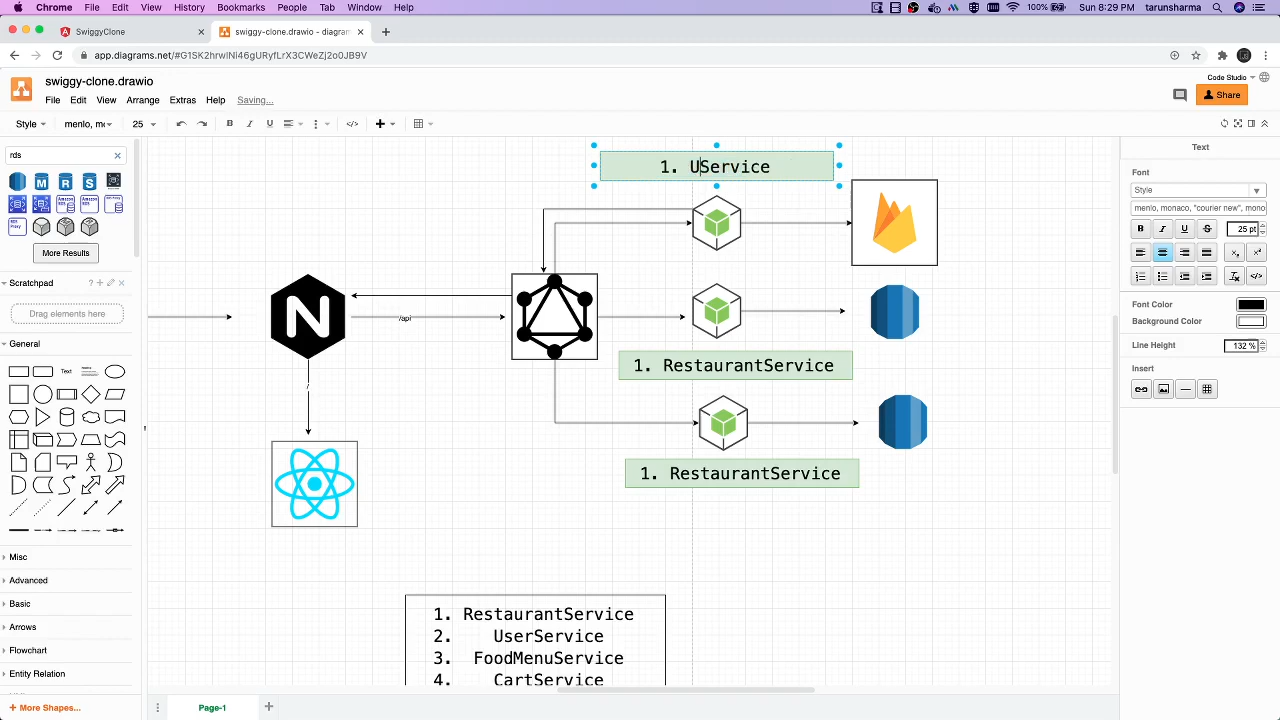 Chrome File Edit View History Bookmarks People Tab Window Help
100% Sun 8:29 PM tarunsharma
SwiggyClone
swiggy-clone.drawio - diagram
app.diagrams.net/#G1SK2hrwINi46gURyfLrX3CWeZj2o0JB9V
swiggy-clone.drawio
Code Studio
File Edit View Arrange Extras Help Saving...
Share
Style menlo, m 25 B I U
rds
Text
1. UService
Font
Style
menlo, monaco, "courier new", mono
B I U S 25 pt
More Results
Scratchpad
Drag elements here
/api
Font Color
Background Color
General
Line Height 132 %
Text
1. RestaurantService
Insert
/
1. RestaurantService
Misc
Advanced
Basic
Arrows
1. RestaurantService
Flowchart
2. UserService
Entity Relation
3. FoodMenuService
4. CartService
+ More Shapes...
Page-1